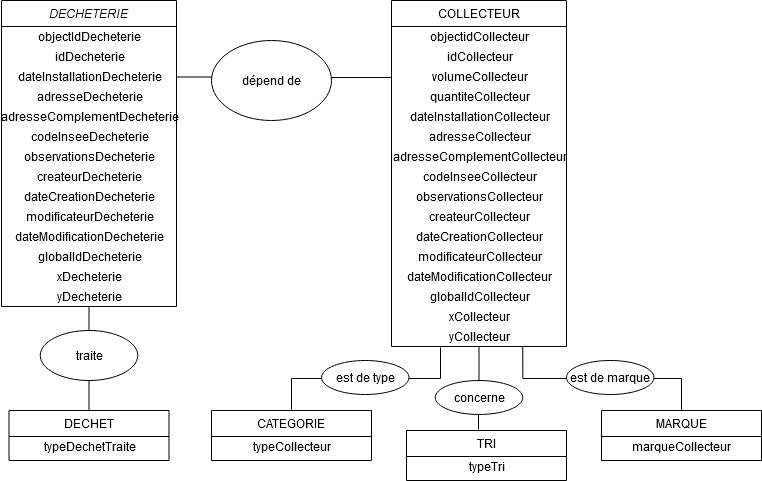 DECHETERIE
objectIdDecheterie
idDecheterie
dateInstallationDecheterie
adresseDecheterie
adresseComplementDecheterie
codeInseeDecheterie
observationsDecheterie
createurDecheterie
dateCreationDecheterie
modificateurDecheterie
dateModificationDecheterie
globalIdDecheterie
xDecheterie
yDecheterie
dépend de
COLLECTEUR
objectidCollecteur
idCollecteur
volumeCollecteur
quantiteCollecteur
dateInstallationCollecteur
adresseCollecteur
adresseComplementCollecteur
codeInseeCollecteur
observationsCollecteur
createurCollecteur
dateCreationCollecteur
modificateurCollecteur
dateModificationCollecteur
globalIdCollecteur
xCollecteur
yCollecteur
traite
est de type
concerne
est de marque
DECHET
typeDechetTraite
CATEGORIE
typeCollecteur
TRI
typeTri
MARQUE
marqueCollecteur